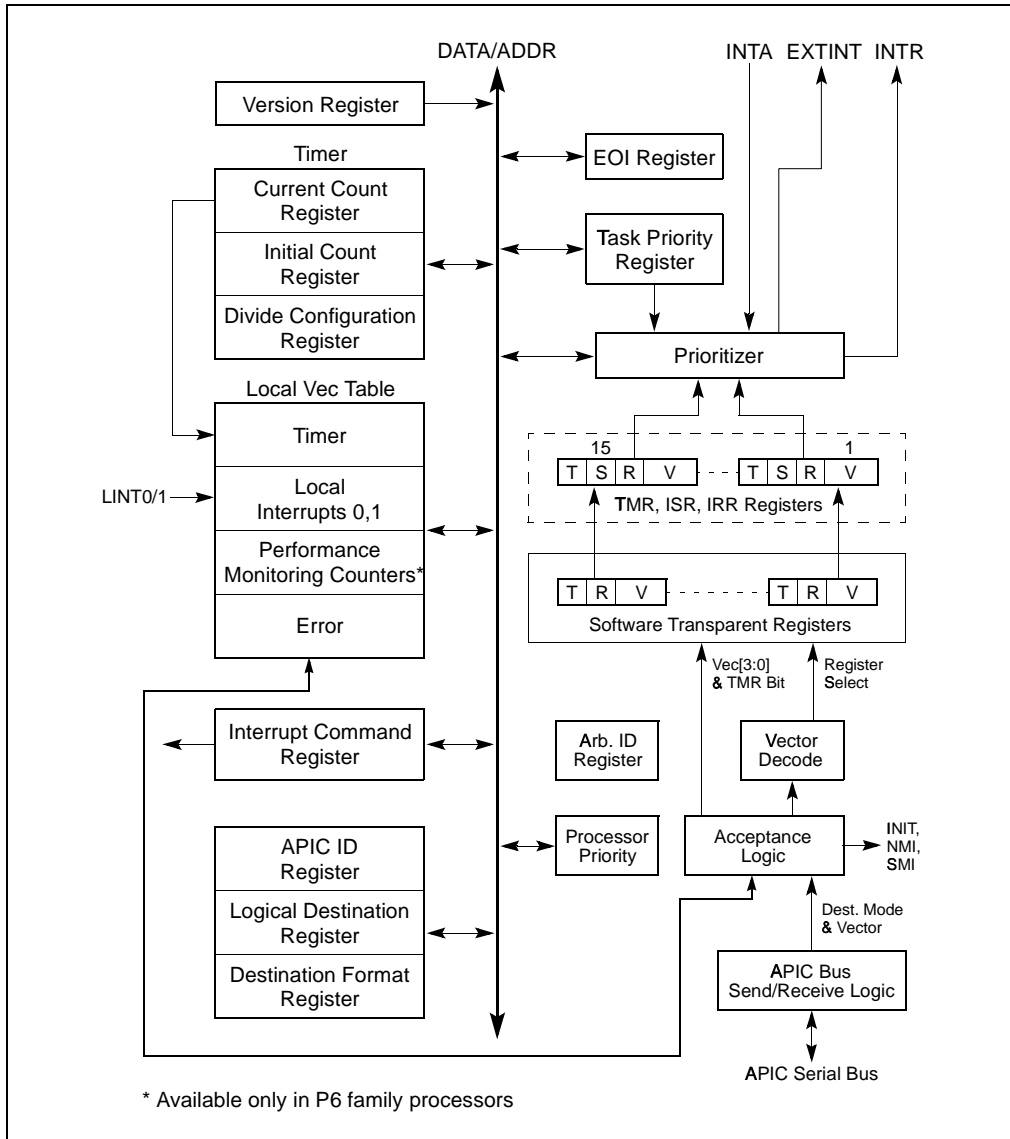 DATA/ADDR
INTA EXTINT INTR
Version Register
EOI Register
Timer
Current Count
Register
Initial Count
Register
Divide Configuration
Register
Task Priority
Register
Prioritizer
Local Vec Table
Timer
LINT0/1
Local
Interrupts 0,1
Performance
Monitoring Counters*
Error
15
1
T S R V
T S R V
TMR, ISR, IRR Registers
T R V
T R V
Software Transparent Registers
Vec[3:0]
& TMR Bit
Register
Select
Interrupt Command
Register
Arb. ID
Register
Vector
Decode
Processor
Priority
Acceptance
Logic
INIT,
NMI,
SMI
APIC ID
Register
Logical Destination
Register
Destination Format
Register
Dest. Mode
& Vector
APIC Bus
Send/Receive Logic
APIC Serial Bus
* Available only in P6 family processors